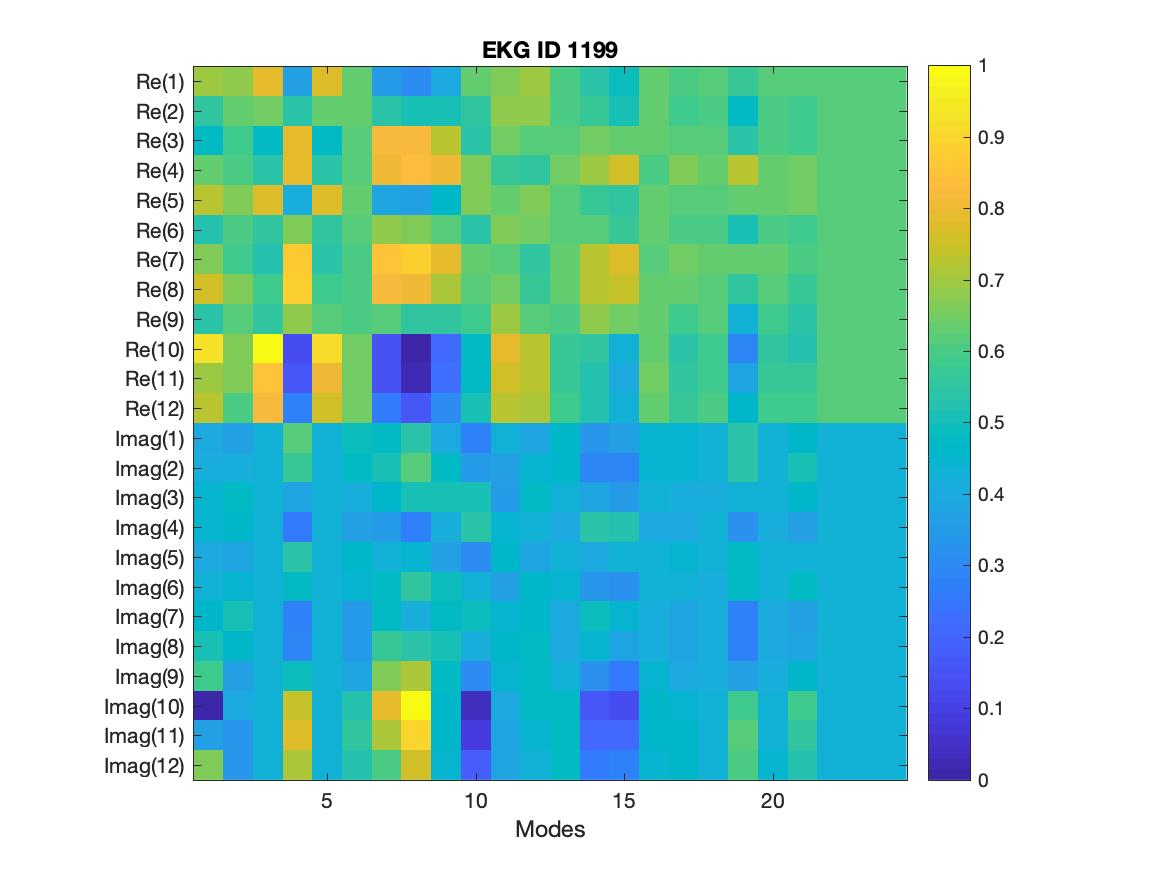 EKG ID 1199
Re(1)
Re(2)
Re(3)
Re(4)
Re(5)
Re(6)
Re(7)
Re(8)
Re(9)
Re(10)
Re(11)
Re(12)
Imag(1)
Imag(2)
Imag(3)
Imag(4)
Imag(5)
Imag(6)
Imag(7)
Imag(8)
Imag(9)
Imag(10)
Imag(11)
Imag(12)
5 10 15 20
Modes
1
0.9
0.8
0.7
0.6
0.5
0.4
0.3
0.2
0.1
0